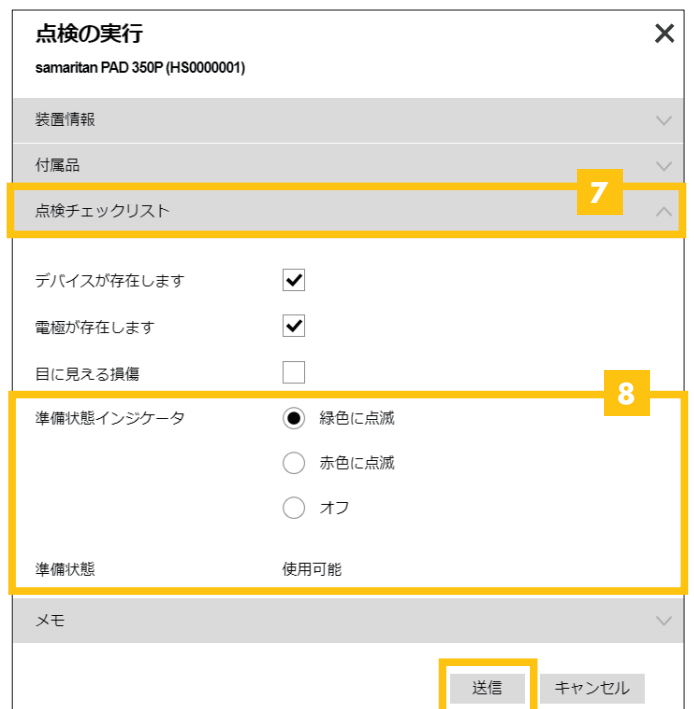 点検の実行
samaritan PAD 350P (HS0000001)
装置情報
付属品
7
点検チェックリスト
デバイスが存在します
電極が存在します
目に見える損傷
8
準備状態インジケータ 緑色に点滅
赤色に点滅
オフ
準備状態 使用可能
メモ
送信 キャンセル